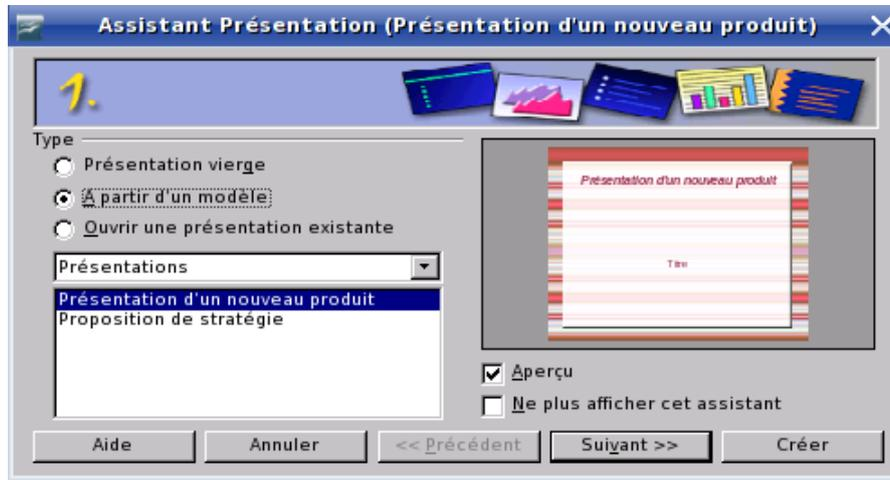 Assistant Présentation (Présentation d'un nouveau produit)
1.
Type
Présentation vierge
À partir d'un modèle
Ouvrir une présentation existante
Présentations
Présentation d'un nouveau produit
Proposition de stratégie
Présentation d'un nouveau produit
Titre
Aperçu
Ne plus afficher cet assistant
Aide
Annuler
<< Précédent
Suivant >>
Créer